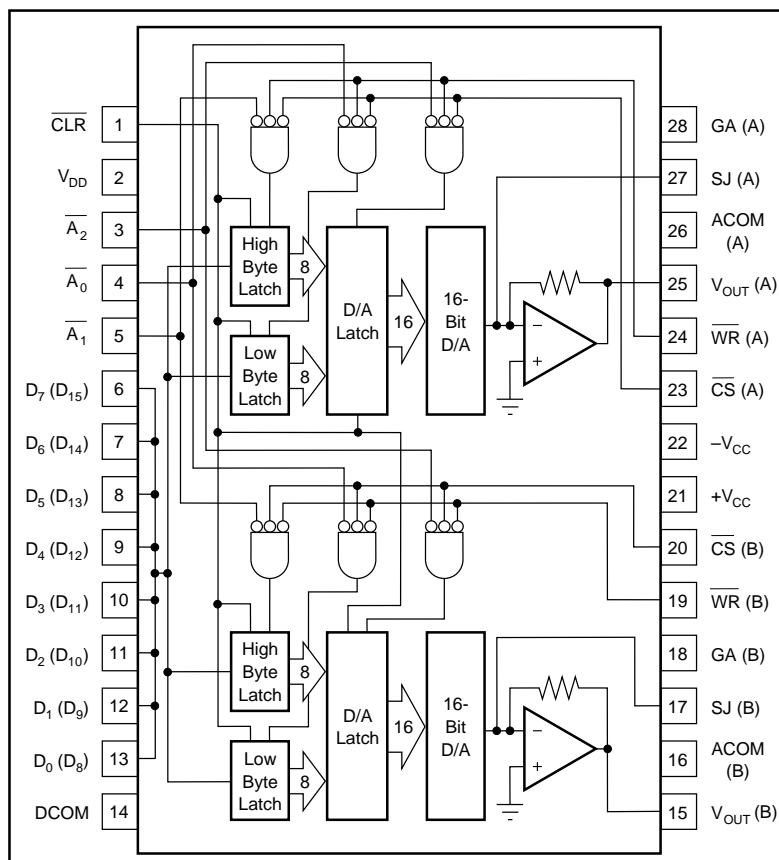 C̅L̅R̅ 1
V_DD 2
A̅₂ 3
A̅₀ 4
A̅₁ 5
D₇ (D₁₅) 6
D₆ (D₁₄) 7
D₅ (D₁₃) 8
D₄ (D₁₂) 9
D₃ (D₁₁) 10
D₂ (D₁₀) 11
D₁ (D₉) 12
D₀ (D₈) 13
DCOM 14
High
Byte
Latch
8
Low
Byte
Latch
8
D/A
Latch
16
16-
Bit
D/A
−
+
High
Byte
Latch
8
Low
Byte
Latch
8
D/A
Latch
16
16-
Bit
D/A
−
+
28 GA (A)
27 SJ (A)
26 ACOM
(A)
25 V_OUT (A)
24 W̅R̅ (A)
23 C̅S̅ (A)
22 –V_CC
21 +V_CC
20 C̅S̅ (B)
19 W̅R̅ (B)
18 GA (B)
17 SJ (B)
16 ACOM
(B)
15 V_OUT (B)